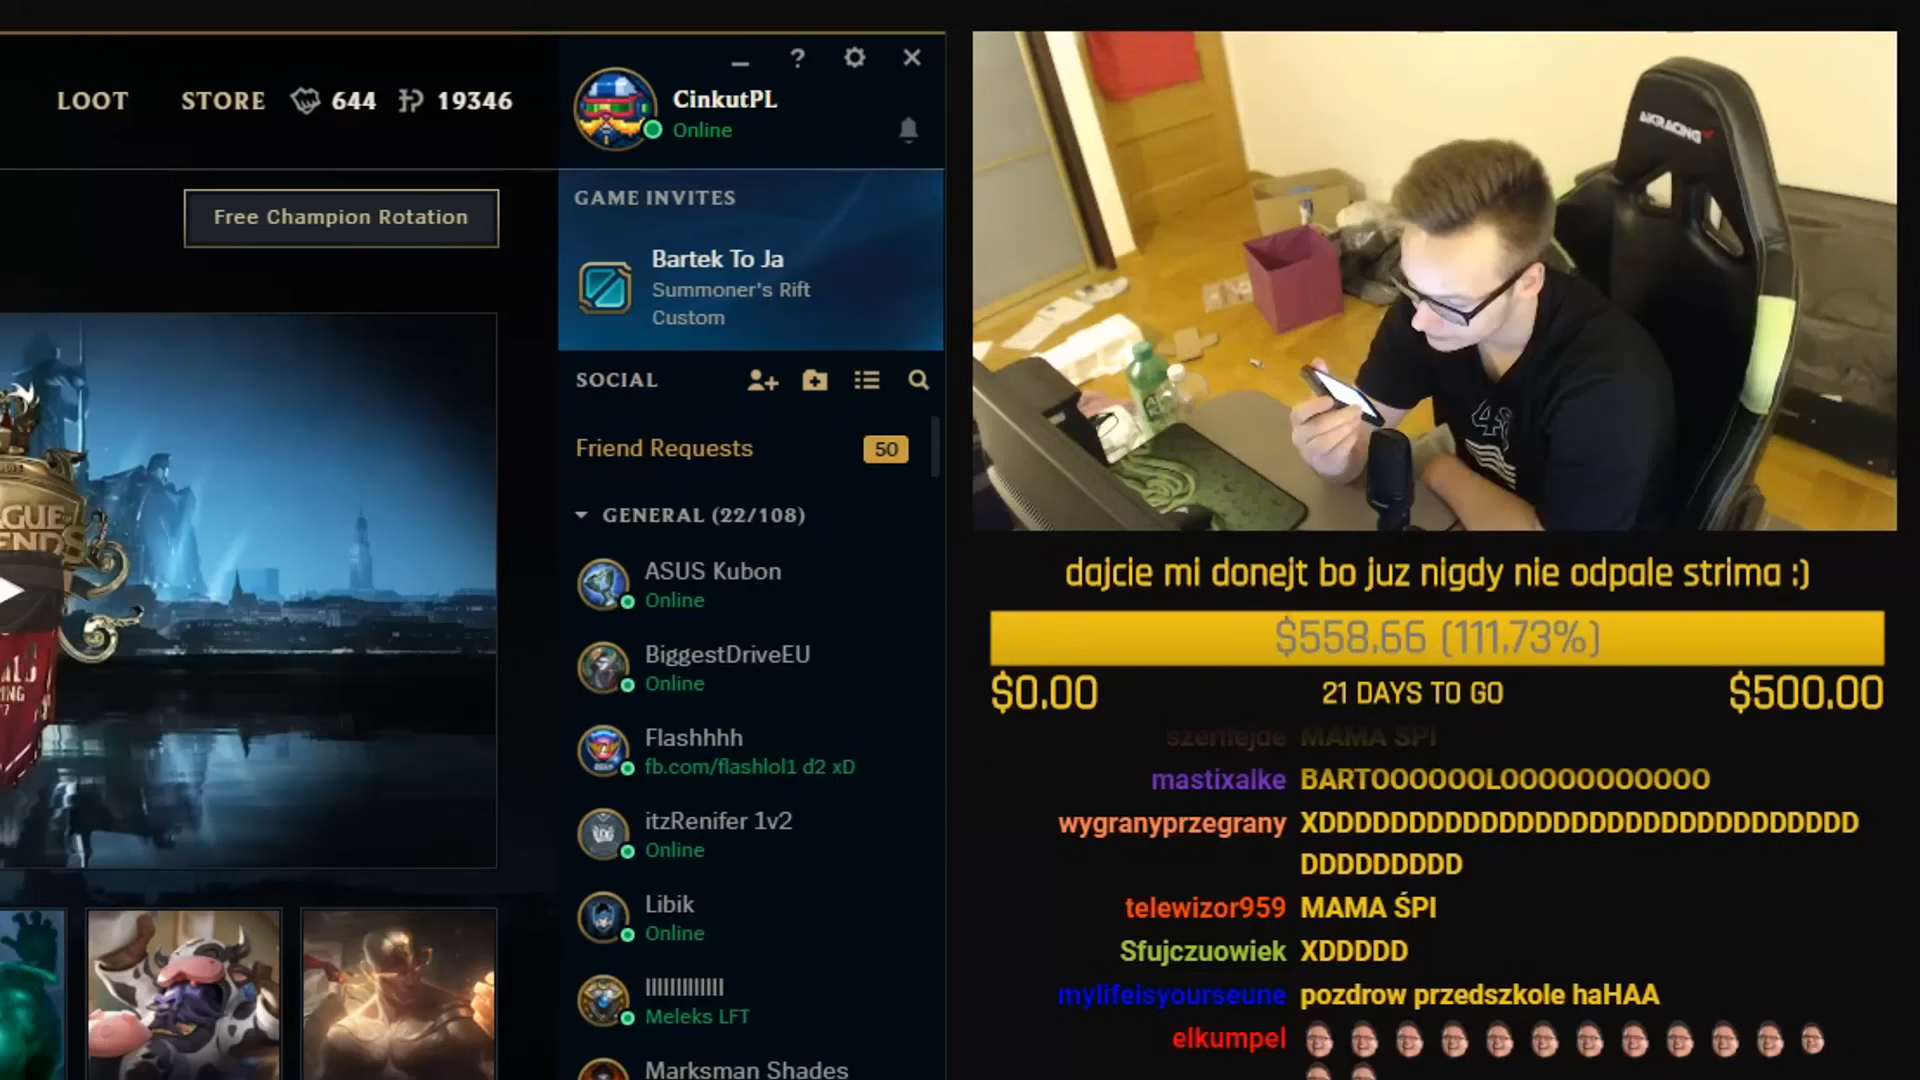 LOOT
STORE
644
19346
CinkutPL
Online
Free Champion Rotation
GAME INVITES
Bartek To Ja
Summoner's Rift
Custom
SOCIAL
Friend Requests
50
GENERAL (22/108)
ASUS Kubon
Online
BiggestDriveEU
Online
Flashhhh
fb.com/flashlol1 d2 xD
itzRenifer 1v2
Online
Libik
Online
Meleks LFT
Marksman Shades
AKRACING
dajcie mi donejt bo juz nigdy nie odpale strima :)
$558.66 (111.73%)
$0.00
21 DAYS TO GO
$500.00
MAMA SPI
mastixalke BARTOOOOOOLOOOOOOOOOOO
wygranyprzegrany XDDDDDDDDDDDDDDDDDDDDDDDDDDDDD
DDDDDDDDD
telewizor959 MAMA ŚPI
Sfujczuowiek XDDDDD
mylifeisyourseune pozdrow przedszkole haHAA
elkumpel